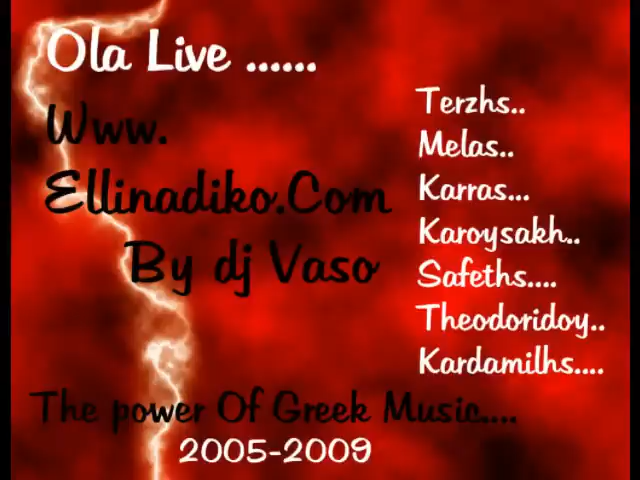 Ola Live ......
Www.
Ellinadiko.Com
By dj Vaso
Terzhs..
Melas..
Karras...
Karoysakh..
Safeths....
Theodoridoy..
Kardamilhs....
The power Of Greek Music....
2005-2009